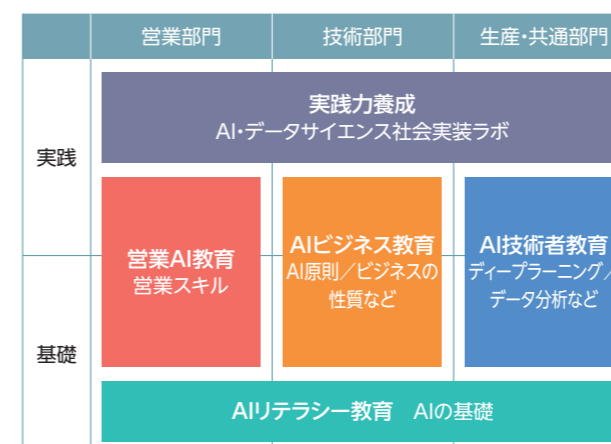 営業部門
技術部門
生産・共通部門
実践
実践力養成
AI・データサイエンス社会実装ラボ
営業AI教育
営業スキル
AIビジネス教育
AI原則／ビジネスの
性質など
AI技術者教育
ディープラーニング／
データ分析など
基礎
AIリテラシー教育　AIの基礎